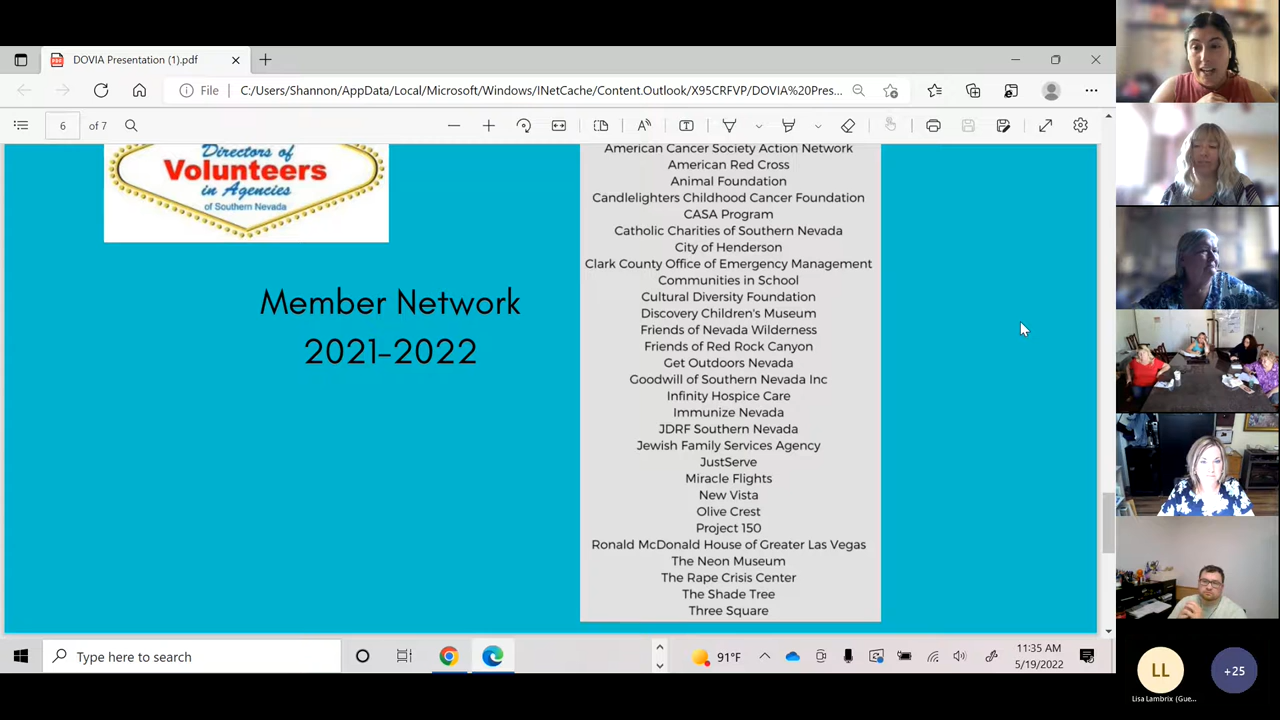 DOVIA Presentation (1).pdf
File
C:/Users/Shannon/AppData/Local/Microsoft/Windows/INetCache/Content.Outlook/X95CRFVP/DOVIA%20Pres...
6 of 7
Directors of
Volunteers
in Agencies
of Southern Nevada
Member Network
2021-2022
American Cancer Society Action Network
American Red Cross
Animal Foundation
Candlelighters Childhood Cancer Foundation
CASA Program
Catholic Charities of Southern Nevada
City of Henderson
Clark County Office of Emergency Management
Communities in School
Cultural Diversity Foundation
Discovery Children's Museum
Friends of Nevada Wilderness
Friends of Red Rock Canyon
Get Outdoors Nevada
Goodwill of Southern Nevada Inc
Infinity Hospice Care
Immunize Nevada
JDRF Southern Nevada
Jewish Family Services Agency
JustServe
Miracle Flights
New Vista
Olive Crest
Project 150
Ronald McDonald House of Greater Las Vegas
The Neon Museum
The Rape Crisis Center
The Shade Tree
Three Square
Type here to search
91°F
11:35 AM
5/19/2022
LL
Lisa Lambrix (Gue...
+25